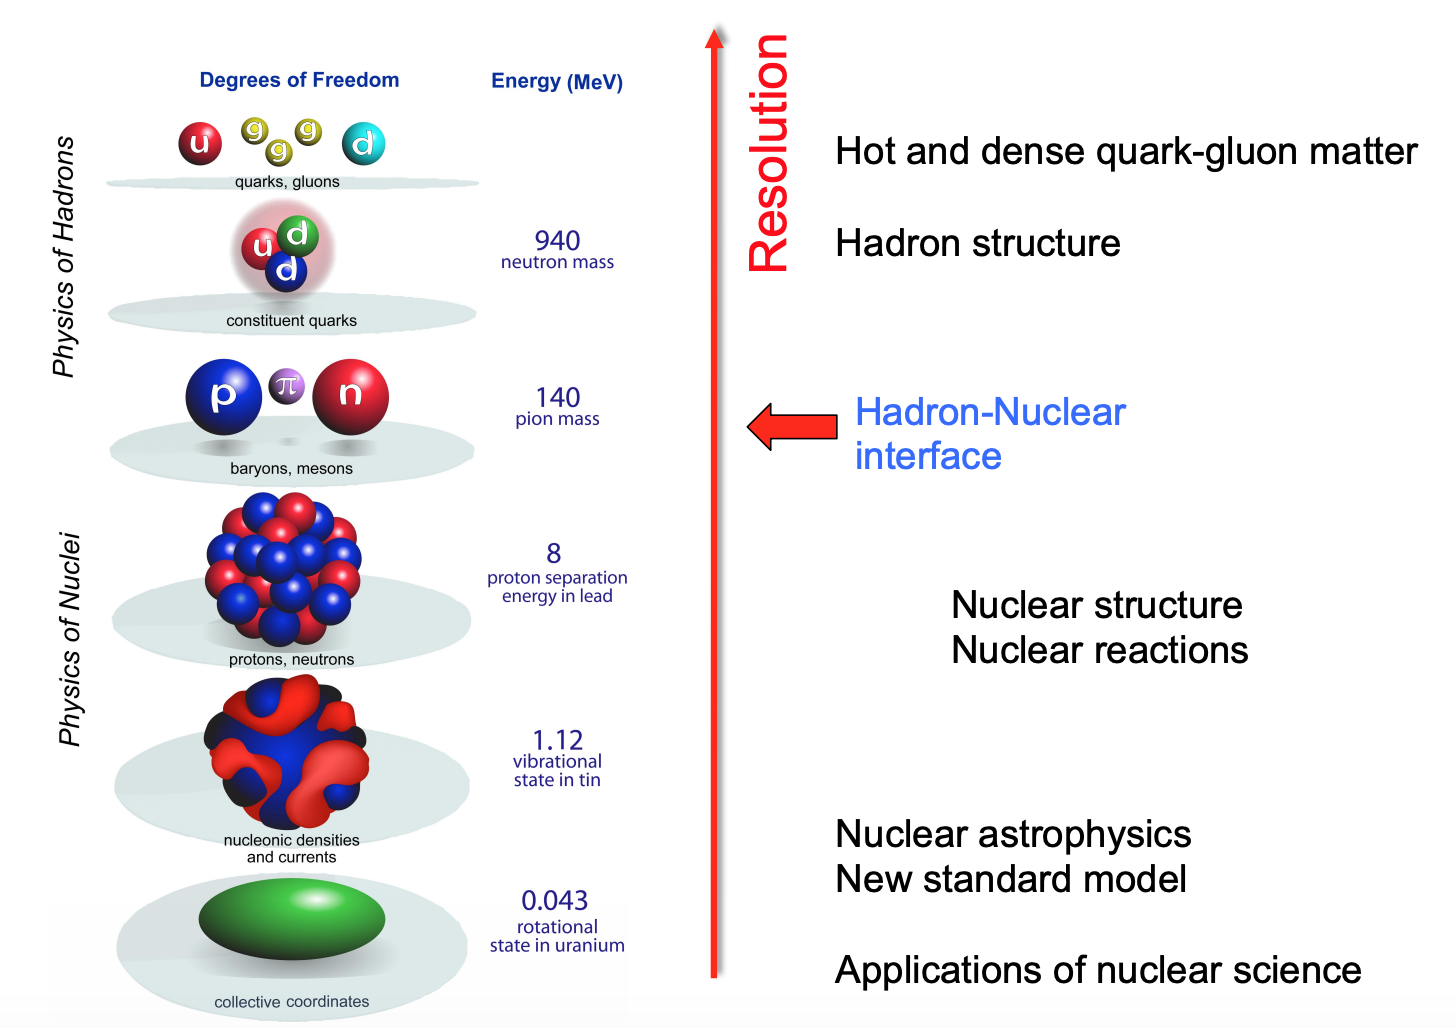 Degrees of Freedom
Energy (MeV)
Physics of Hadrons
u g g g d
quarks, gluons
u d d
constituent quarks
940
neutron mass
p π n
baryons, mesons
140
pion mass
Physics of Nuclei
protons, neutrons
8
proton separation
energy in lead
nucleonic densities
and currents
1.12
vibrational
state in tin
collective coordinates
0.043
rotational
state in uranium
Resolution
Hot and dense quark-gluon matter
Hadron structure
Hadron-Nuclear
interface
Nuclear structure
Nuclear reactions
Nuclear astrophysics
New standard model
Applications of nuclear science